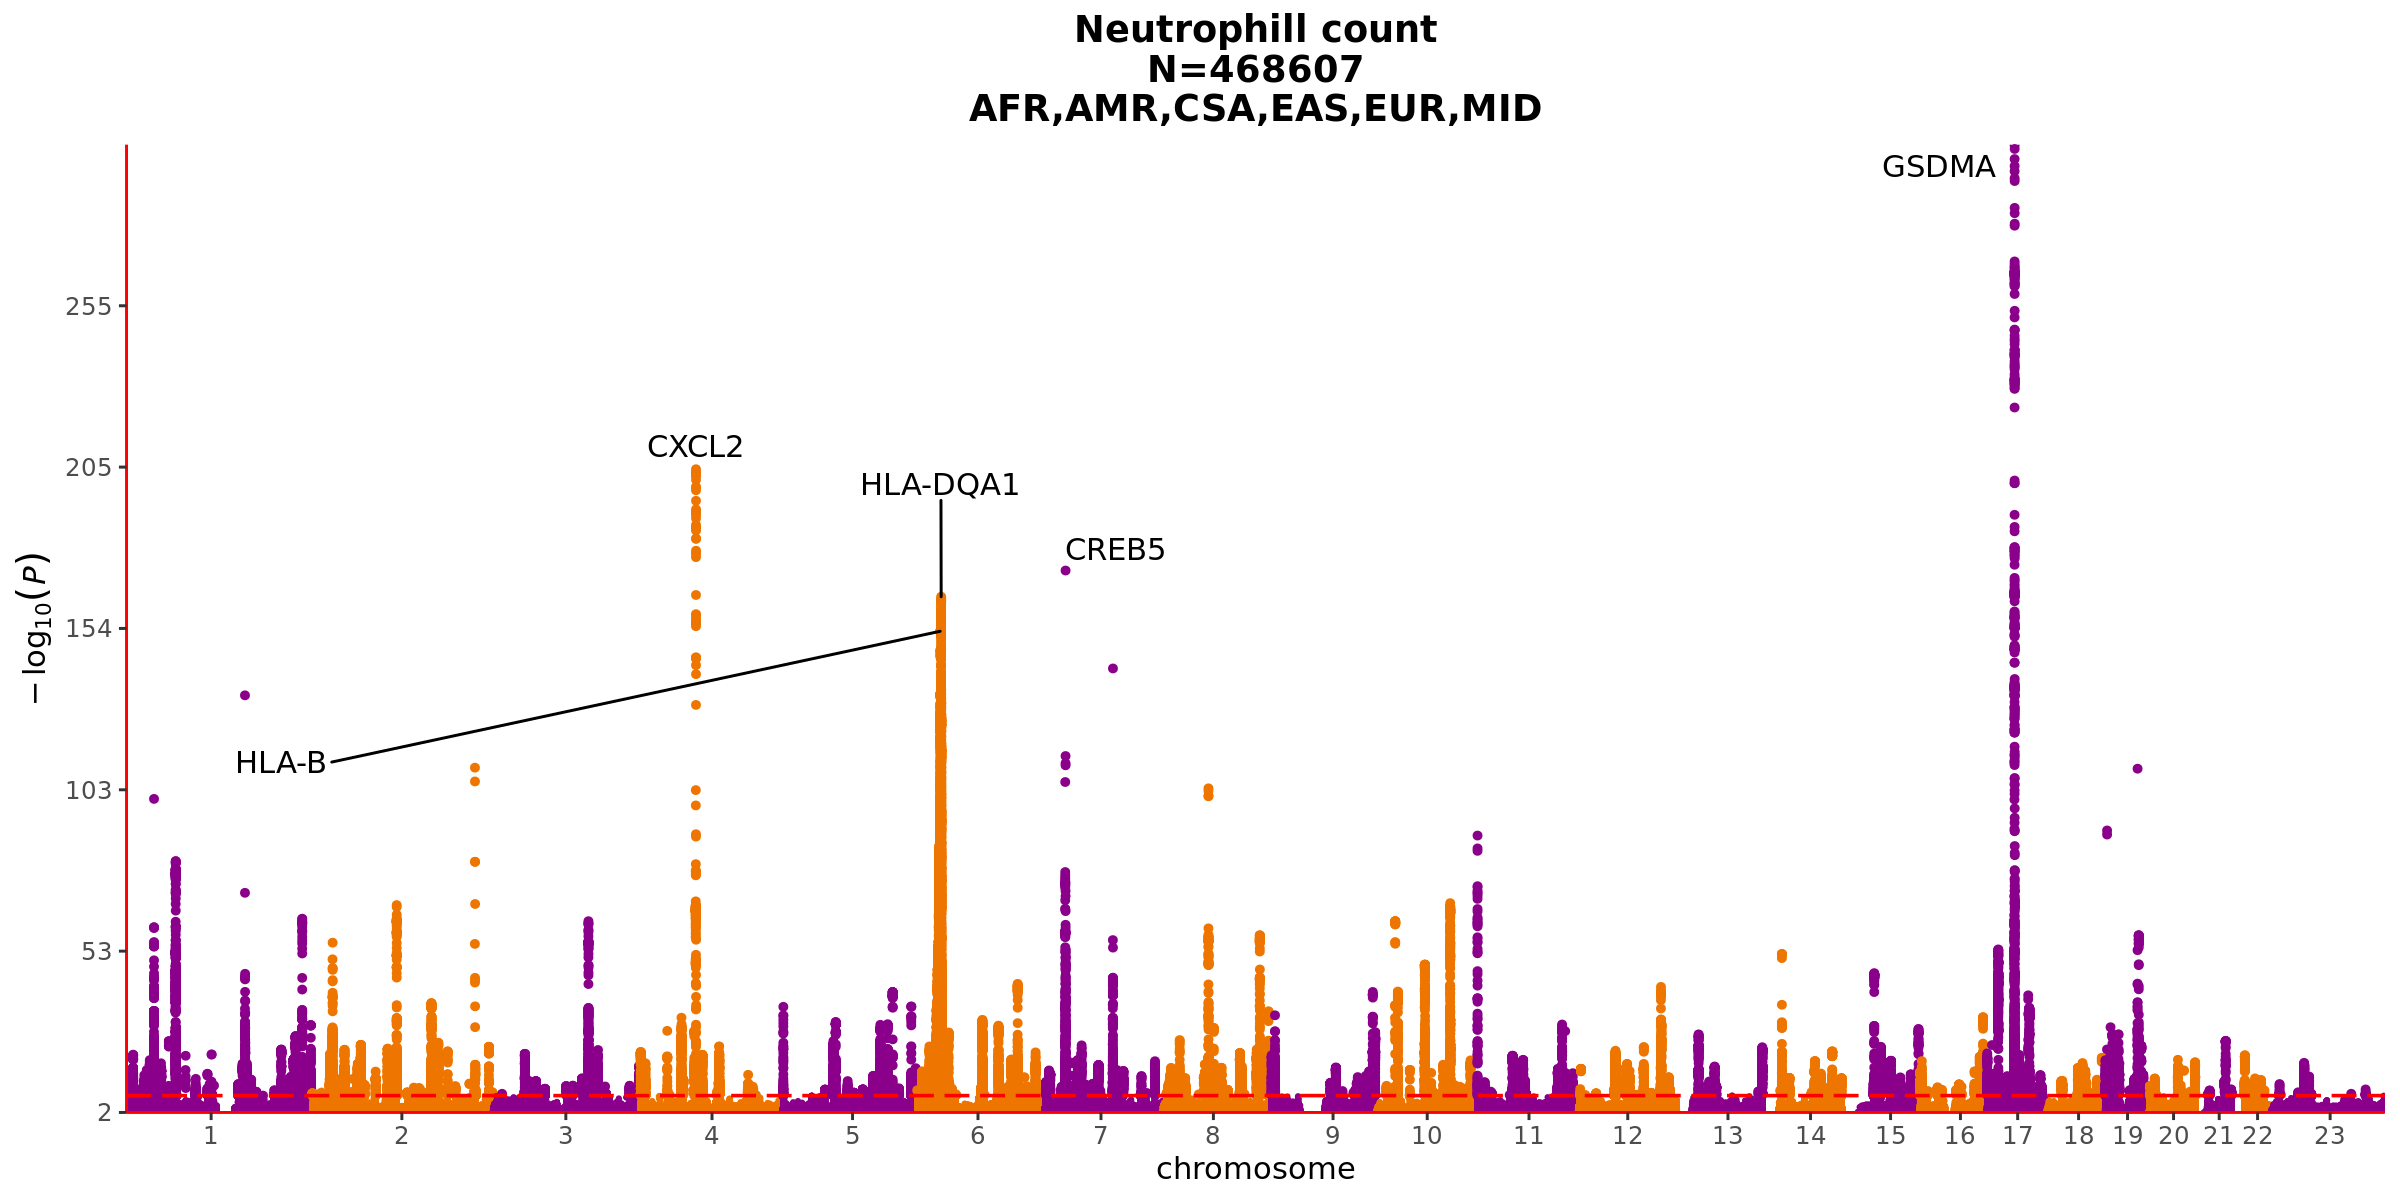 Neutrophill count
N=468607
AFR,AMR,CSA,EAS,EUR,MID
GSDMA
255
CXCL2
205
HLA-DQA1
CREB5
−log10(P)
154
HLA-B
103
53
2
1 2 3 4 5 6 7 8 9 10 11 12 13 14 15 16 17 18 19 20 21 22 23
chromosome